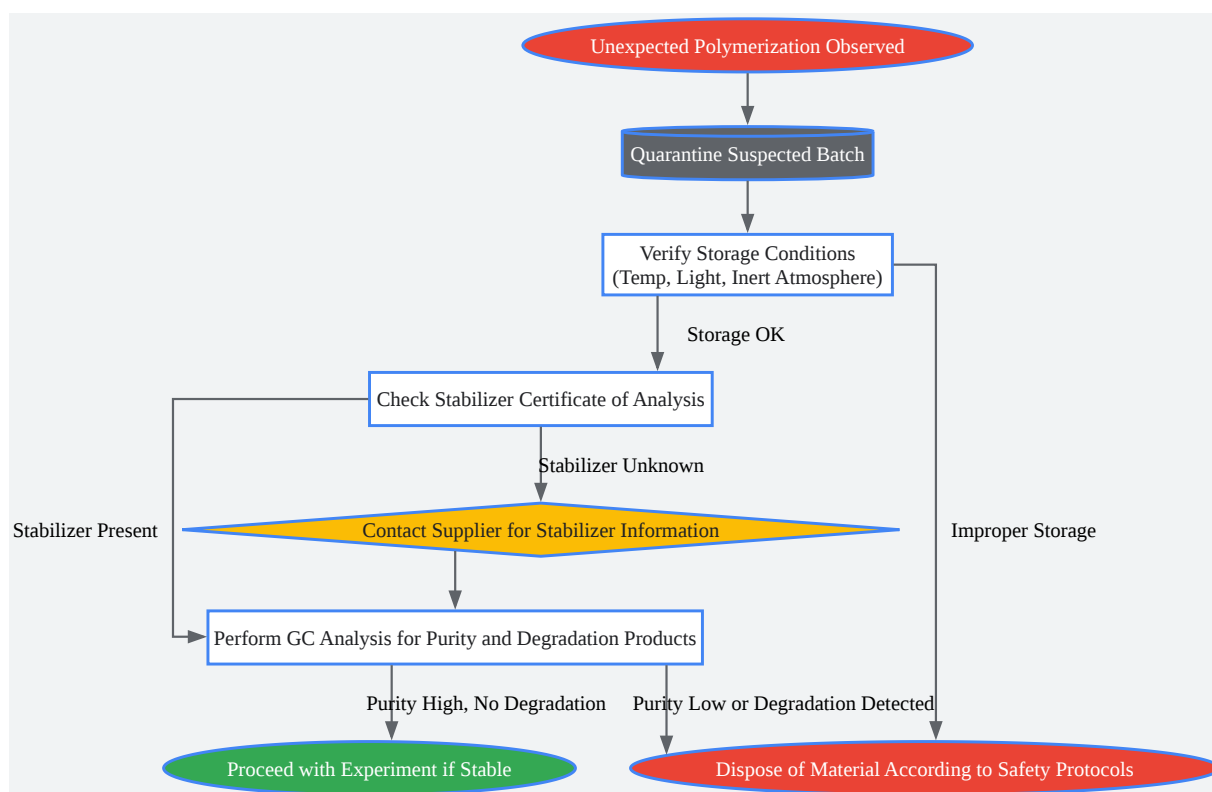 Unexpected Polymerization Observed
Quarantine Suspected Batch
Verify Storage Conditions
(Temp, Light, Inert Atmosphere)
Storage OK
Check Stabilizer Certificate of Analysis
Stabilizer Unknown
Stabilizer Present
Contact Supplier for Stabilizer Information
Improper Storage
Perform GC Analysis for Purity and Degradation Products
Purity High, No Degradation
Purity Low or Degradation Detected
Proceed with Experiment if Stable
Dispose of Material According to Safety Protocols